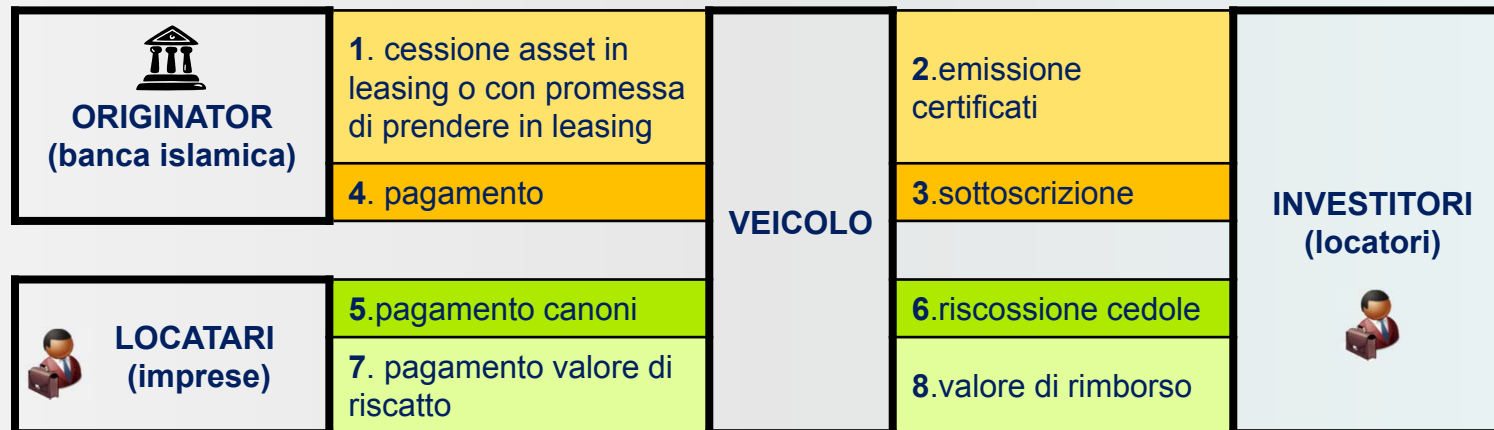 ORIGINATOR
(banca islamica)
1. cessione asset in
leasing o con promessa
di prendere in leasing
4. pagamento
VEICOLO
2.emissione
certificati
3.sottoscrizione
INVESTITORI
(locatori)
LOCATARI
(imprese)
5.pagamento canoni
7. pagamento valore di
riscatto
6.riscossione cedole
8.valore di rimborso